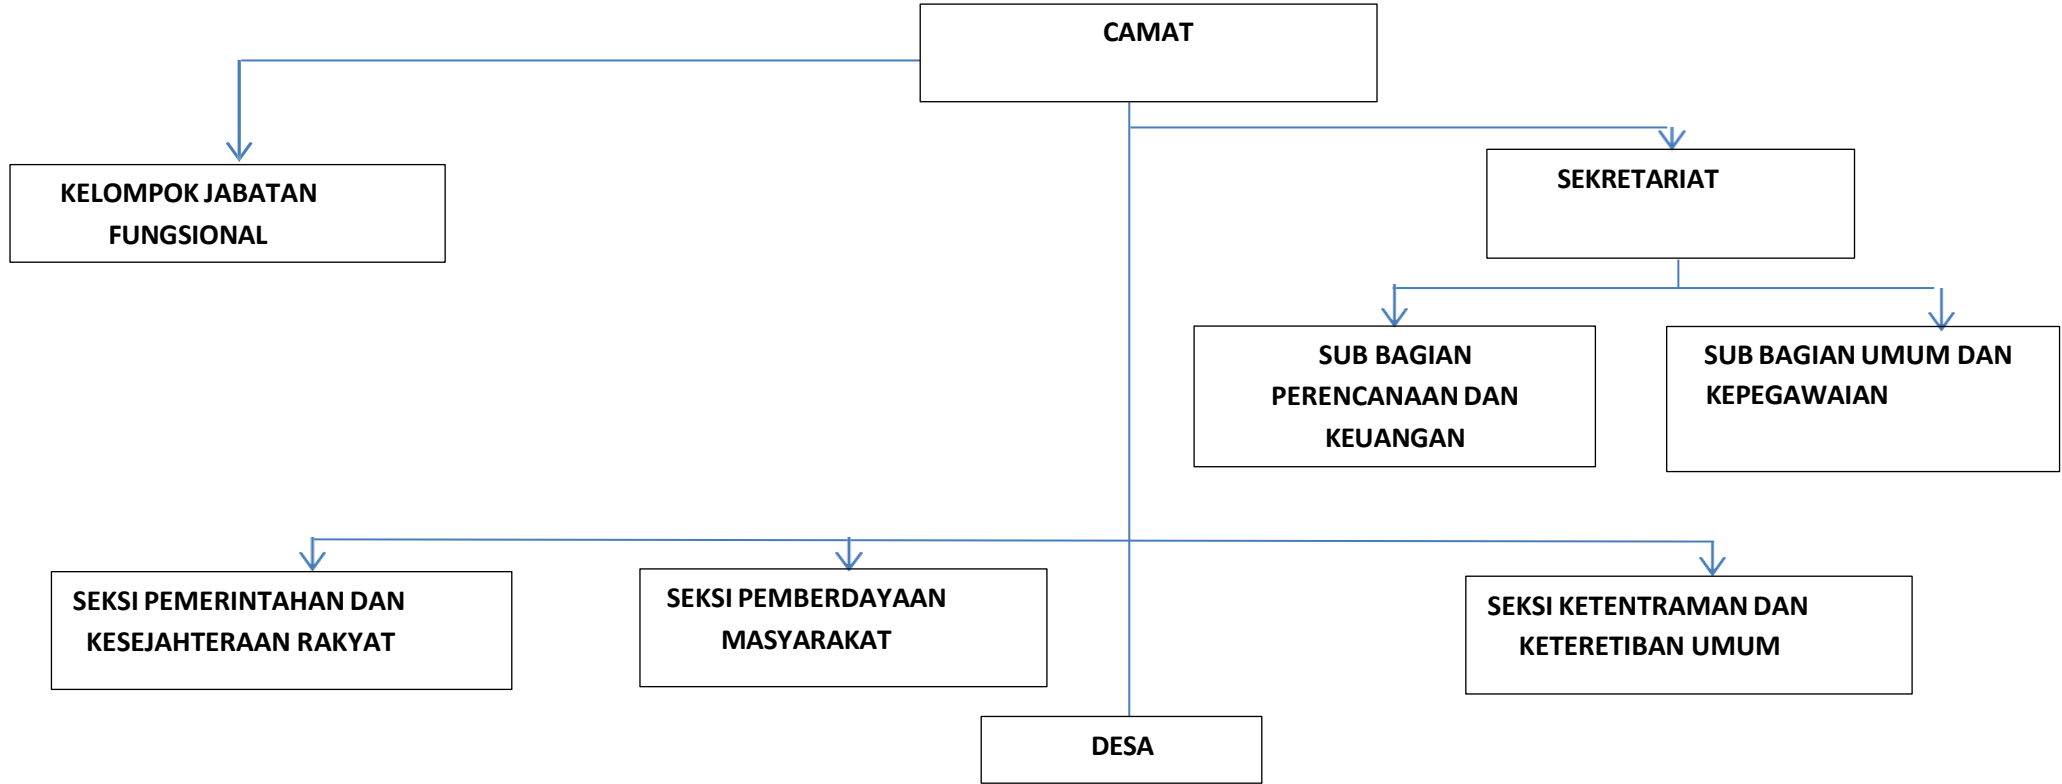 CAMAT
KELOMPOK JABATAN
FUNGSIONAL
SEKRETARIAT
SUB BAGIAN
PERENCANAAN DAN
KEUANGAN
SUB BAGIAN UMUM DAN
KEPEGAWAIAN
SEKSI PEMERINTAHAN DAN
KESEJAHTERAAN RAKYAT
SEKSI PEMBERDAYAAN
MASYARAKAT
SEKSI KETENTRAMAN DAN
KETERETIBAN UMUM
DESA